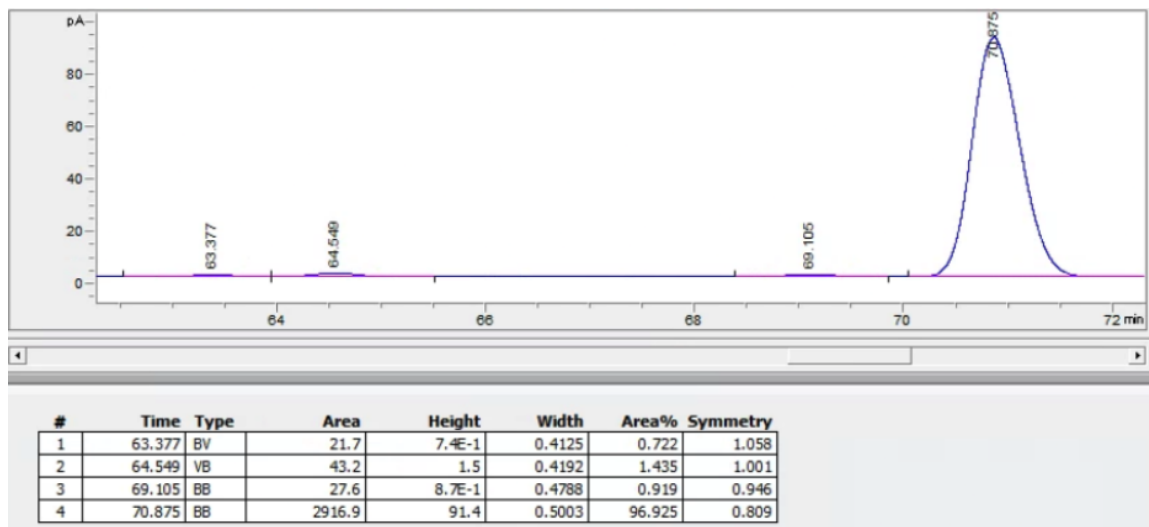 pA
80
60
40
20
0
63.377
64.549
69.105
70.875
64 66 68 70 72 min
# Time Type Area Height Width Area% Symmetry
1 63.377 BV 21.7 7.4E-1 0.4125 0.722 1.058
2 64.549 VB 43.2 1.5 0.4192 1.435 1.001
3 69.105 BB 27.6 8.7E-1 0.4788 0.919 0.946
4 70.875 BB 2916.9 91.4 0.5003 96.925 0.809